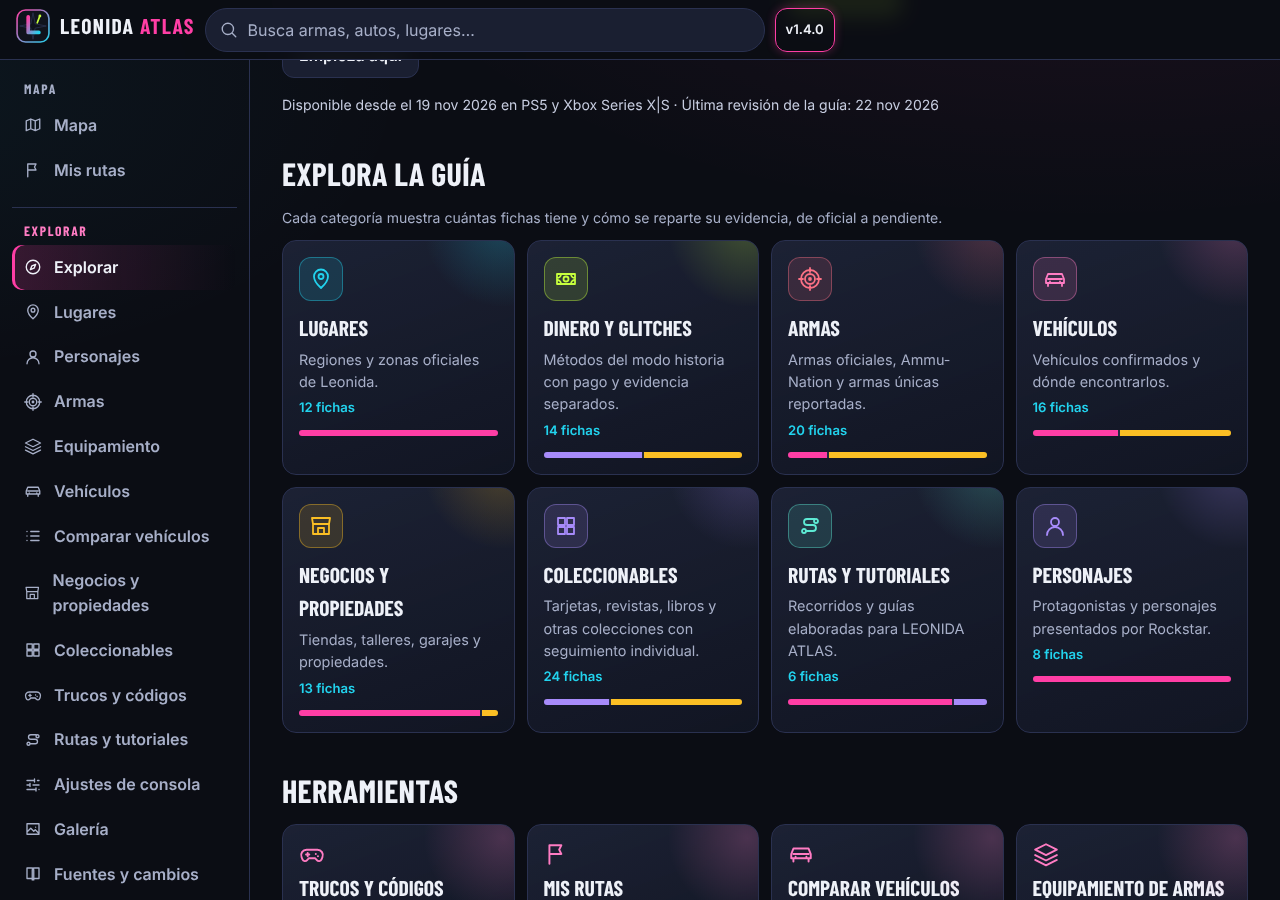 LEONIDA ATLAS
Busca armas, autos, lugares...
v1.4.0
MAPA
Mapa
Mis rutas
EXPLORAR
Explorar
Lugares
Personajes
Armas
Equipamiento
Vehículos
Comparar vehículos
Negocios y
propiedades
Coleccionables
Trucos y códigos
Rutas y tutoriales
Ajustes de consola
Galería
Fuentes y cambios
Empieza aquí
Disponible desde el 19 nov 2026 en PS5 y Xbox Series X|S · Última revisión de la guía: 22 nov 2026
EXPLORA LA GUÍA
Cada categoría muestra cuántas fichas tiene y cómo se reparte su evidencia, de oficial a pendiente.
LUGARES
Regiones y zonas oficiales
de Leonida.
12 fichas
DINERO Y GLITCHES
Métodos del modo historia
con pago y evidencia
separados.
14 fichas
ARMAS
Armas oficiales, Ammu-
Nation y armas únicas
reportadas.
20 fichas
VEHÍCULOS
Vehículos confirmados y
dónde encontrarlos.
16 fichas
NEGOCIOS Y
PROPIEDADES
Tiendas, talleres, garajes y
propiedades.
13 fichas
COLECCIONABLES
Tarjetas, revistas, libros y
otras colecciones con
seguimiento individual.
24 fichas
RUTAS Y TUTORIALES
Recorridos y guías
elaboradas para LEONIDA
ATLAS.
6 fichas
PERSONAJES
Protagonistas y personajes
presentados por Rockstar.
8 fichas
HERRAMIENTAS
TRUCOS Y CÓDIGOS
MIS RUTAS
COMPARAR VEHÍCULOS
EQUIPAMIENTO DE ARMAS